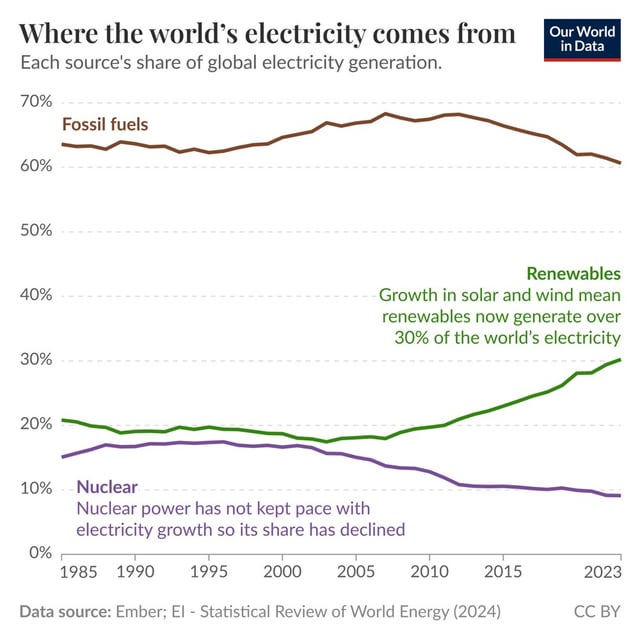 Where the world's electricity comes from
Our World
in Data
Each source's share of global electricity generation.
70%
Fossil fuels
60%
50%
Renewables
40%
Growth in solar and wind mean
renewables now generate over
30% of the world's electricity
30%
20%
10%
Nuclear
Nuclear power has not kept pace with
electricity growth so its share has declined
0%
1985 1990 1995 2000 2005 2010 2015 2023
Data source: Ember; EI - Statistical Review of World Energy (2024)
CC BY